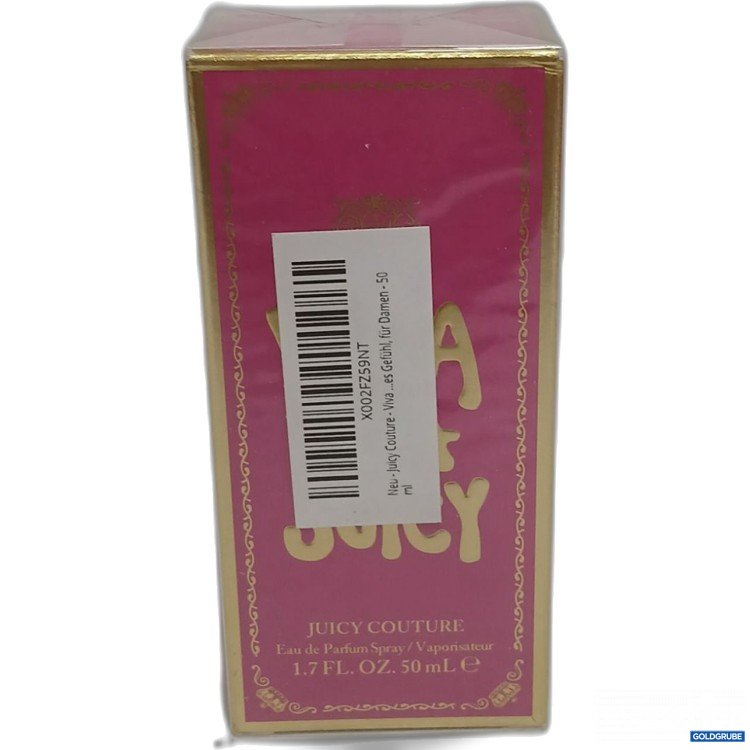 A
JUICY
X002FZ59NT
Neu - Juicy Couture - Viva ...es Gefühl, für Damen - 50
ml
JUICY COUTURE
Eau de Parfum Spray / Vaporisateur
1.7 FL. OZ. 50 mL ℮
GOLDGRUBE